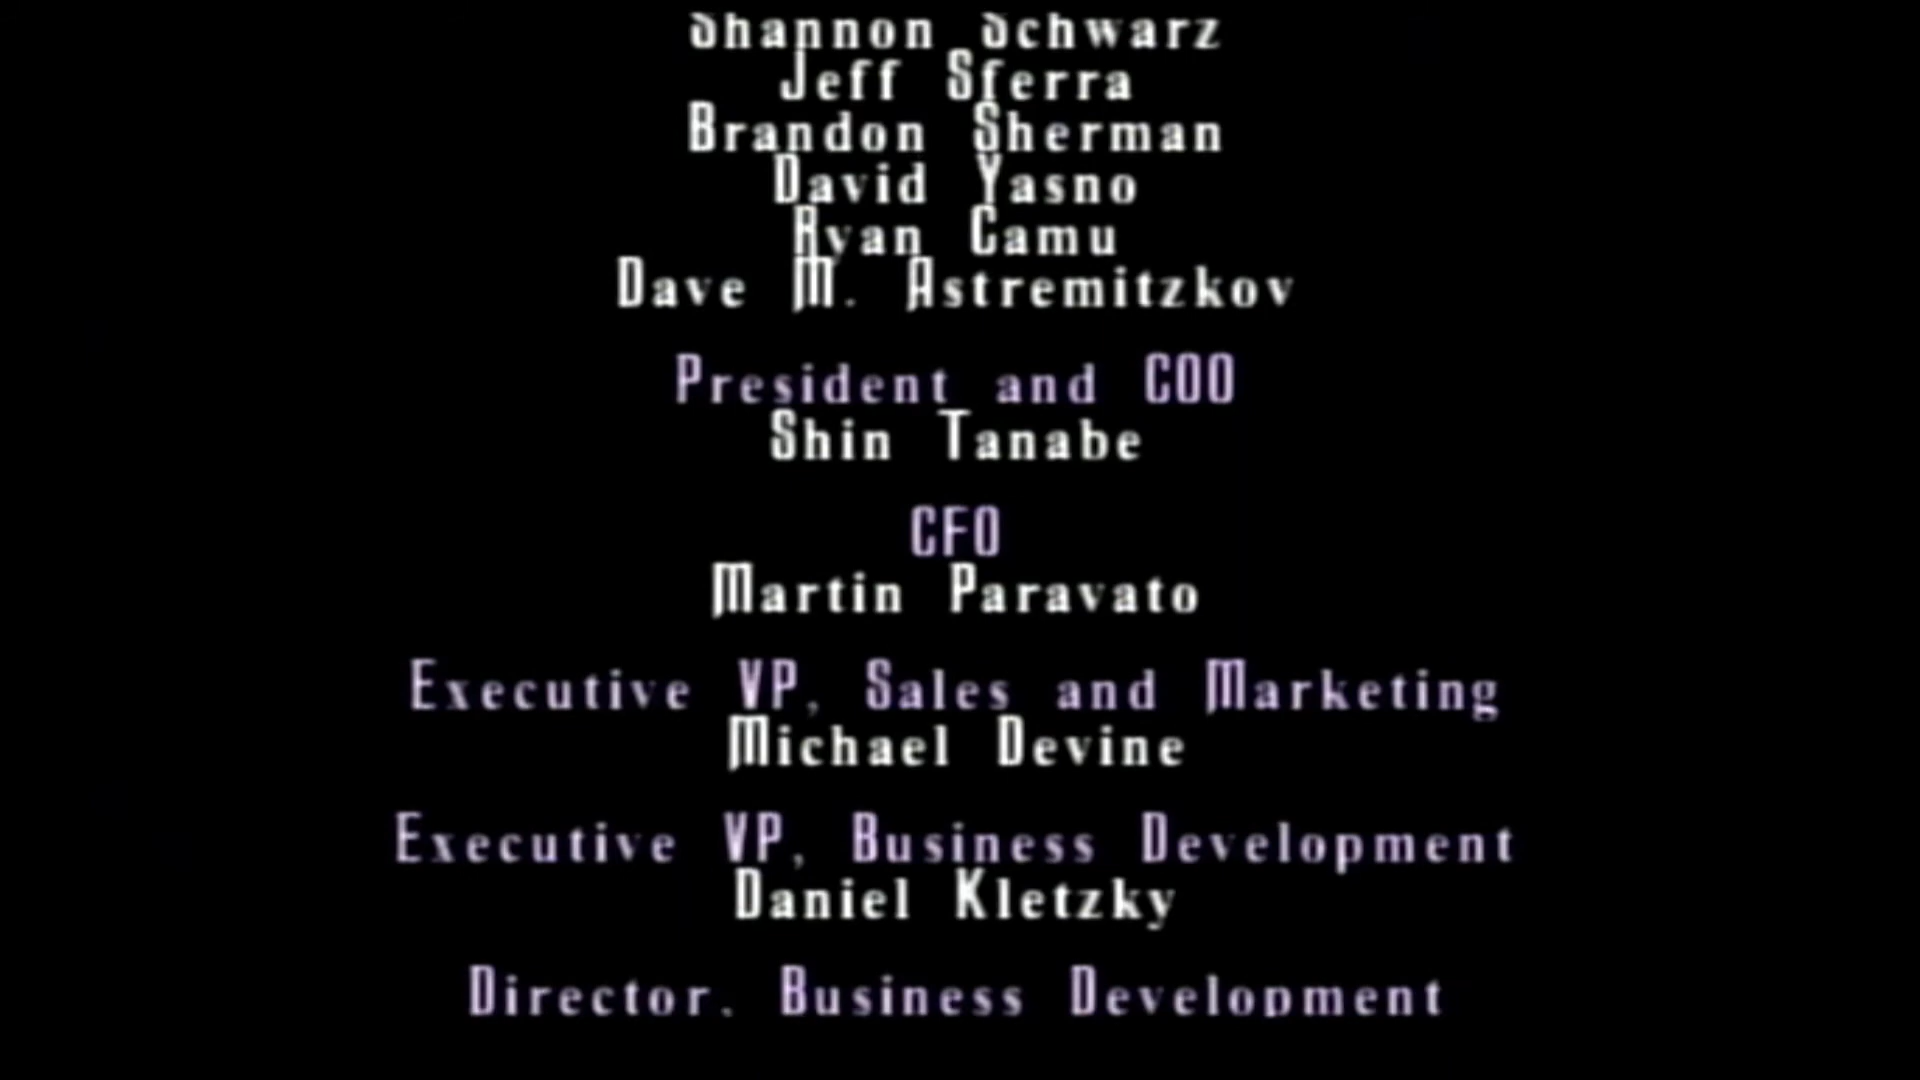 Shannon Schwarz
Jeff Sferra
Brandon Sherman
David Yasno
Ryan Camu
Dave M. Astremitzkov
President and COO
Shin Tanabe
CFO
Martin Paravato
Executive VP, Sales and Marketing
Michael Devine
Executive VP, Business Development
Daniel Kletzky
Director, Business Development